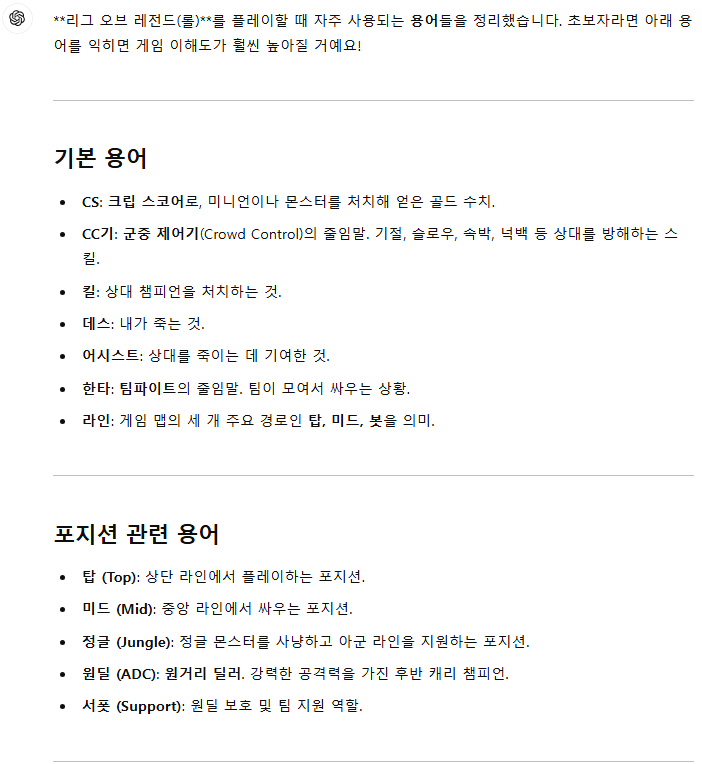 **리그 오브 레전드(롤)**를 플레이할 때 자주 사용되는 용어들을 정리했습니다. 초보자라면 아래 용
어를 익히면 게임 이해도가 훨씬 높아질 거예요!
기본 용어
• CS: 크립 스코어로, 미니언이나 몬스터를 처치해 얻은 골드 수치.
• CC기: 군중 제어기(Crowd Control)의 줄임말. 기절, 슬로우, 속박, 넉백 등 상대를 방해하는 스
킬.
• 킬: 상대 챔피언을 처치하는 것.
• 데스: 내가 죽는 것.
• 어시스트: 상대를 죽이는 데 기여한 것.
• 한타: 팀파이트의 줄임말. 팀이 모여서 싸우는 상황.
• 라인: 게임 맵의 세 개 주요 경로인 탑, 미드, 봇을 의미.
포지션 관련 용어
• 탑 (Top): 상단 라인에서 플레이하는 포지션.
• 미드 (Mid): 중앙 라인에서 싸우는 포지션.
• 정글 (Jungle): 정글 몬스터를 사냥하고 아군 라인을 지원하는 포지션.
• 원딜 (ADC): 원거리 딜러. 강력한 공격력을 가진 후반 캐리 챔피언.
• 서폿 (Support): 원딜 보호 및 팀 지원 역할.